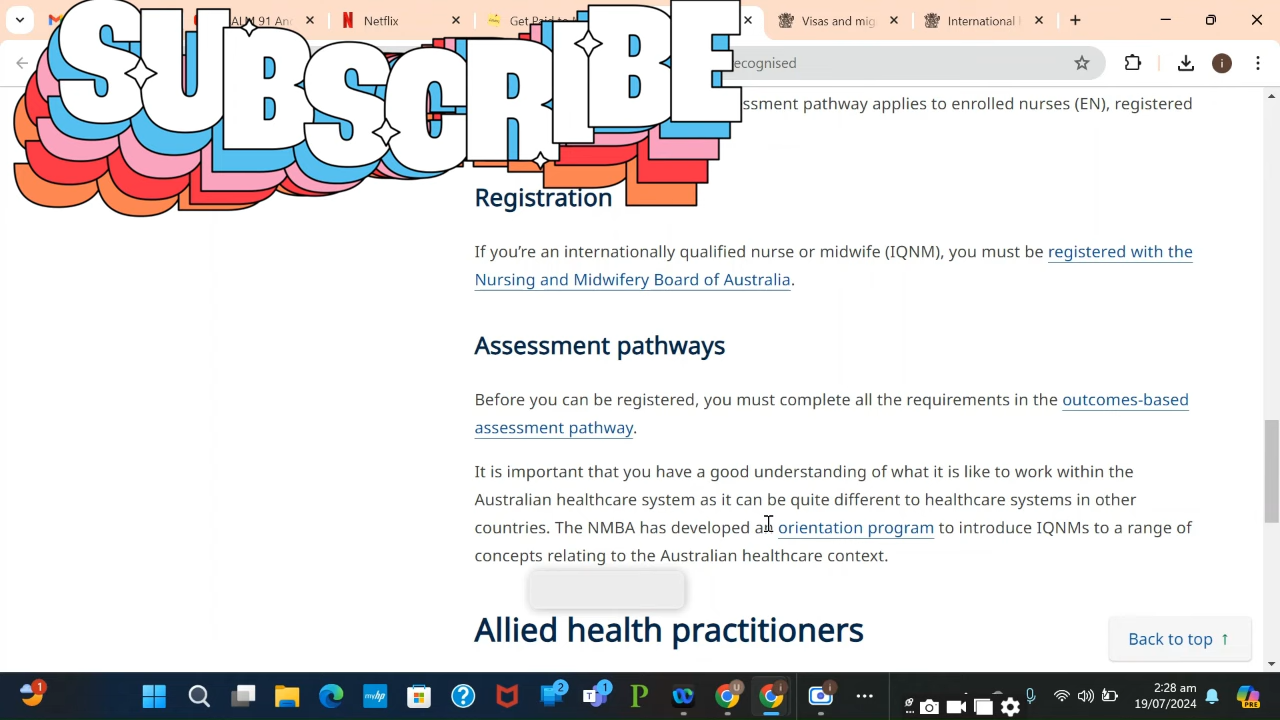 SUBSCRIBE
Netflix
Visas and mig
International
ecognised
ssment pathway applies to enrolled nurses (EN), registered
Registration
If you're an internationally qualified nurse or midwife (IQNM), you must be registered with the
Nursing and Midwifery Board of Australia.
Assessment pathways
Before you can be registered, you must complete all the requirements in the outcomes-based
assessment pathway.
It is important that you have a good understanding of what it is like to work within the
Australian healthcare system as it can be quite different to healthcare systems in other
countries. The NMBA has developed an orientation program to introduce IQNMs to a range of
concepts relating to the Australian healthcare context.
Allied health practitioners
Back to top ↑
2:28 am
19/07/2024